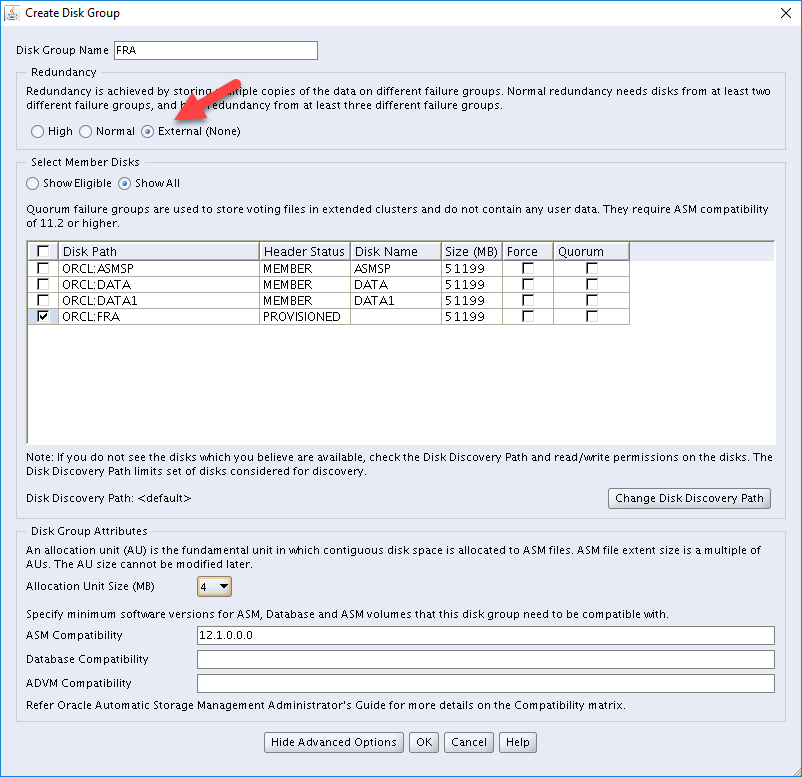 Create Disk Group
Disk Group Name FRA
Redundancy
Redundancy is achieved by storing multiple copies of the data on different failure groups. Normal redundancy needs disks from at least two
different failure groups, and h redundancy from at least three different failure groups.
High Normal External (None)
Select Member Disks
Show Eligible Show All
Quorum failure groups are used to store voting files in extended clusters and do not contain any user data. They require ASM compatibility
of 11.2 or higher.
Disk Path Header Status Disk Name Size (MB) Force Quorum
ORCL:ASMSP MEMBER ASMSP 51199
ORCL:DATA MEMBER DATA 51199
ORCL:DATA1 MEMBER DATA1 51199
ORCL:FRA PROVISIONED 51199
Note: If you do not see the disks which you believe are available, check the Disk Discovery Path and read/write permissions on the disks. The
Disk Discovery Path limits set of disks considered for discovery.
Disk Discovery Path: <default>
Change Disk Discovery Path
Disk Group Attributes
An allocation unit (AU) is the fundamental unit in which contiguous disk space is allocated to ASM files. ASM file extent size is a multiple of
AUs. The AU size cannot be modified later.
Allocation Unit Size (MB) 4
Specify minimum software versions for ASM, Database and ASM volumes that this disk group need to be compatible with.
ASM Compatibility 12.1.0.0.0
Database Compatibility
ADVM Compatibility
Refer Oracle Automatic Storage Management Administrator's Guide for more details on the Compatibility matrix.
Hide Advanced Options OK Cancel Help